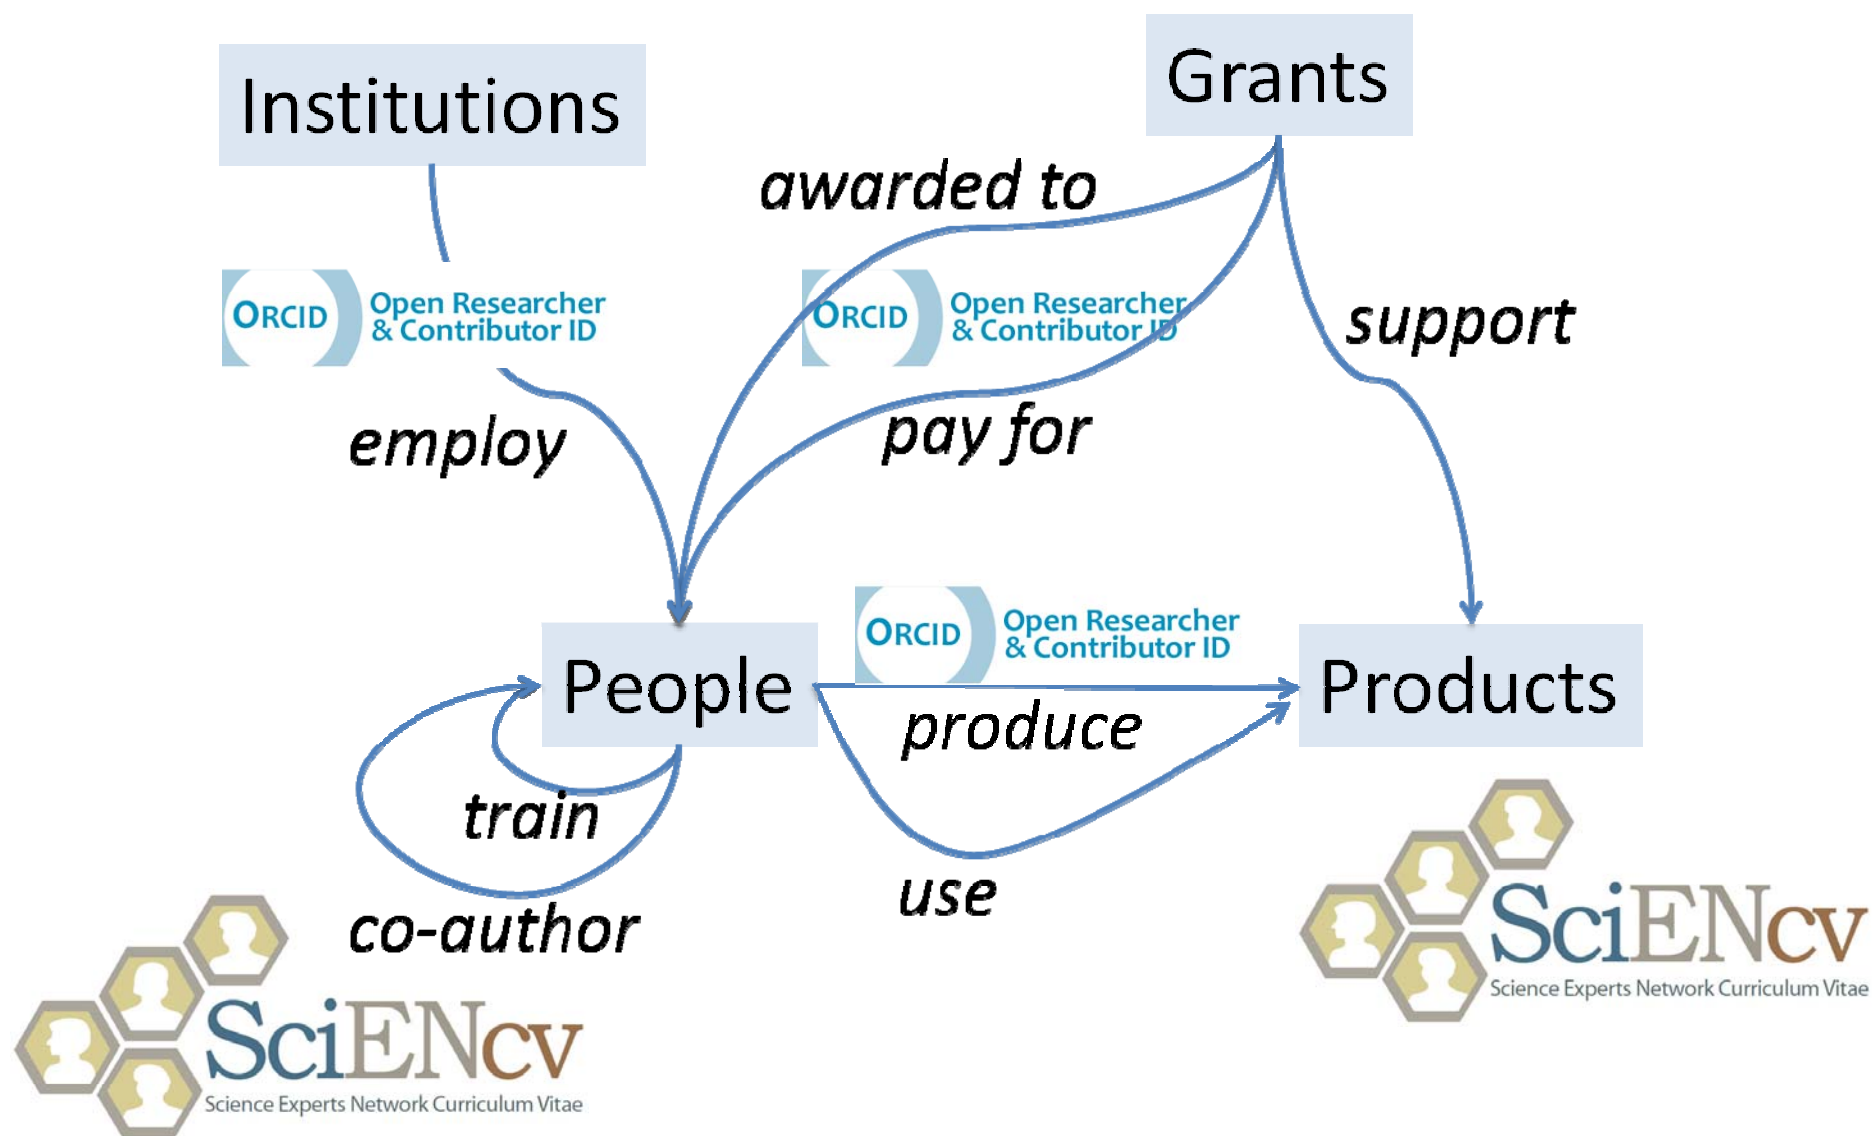 Institutions
Grants
awarded to
ORCID
Open Researcher
& Contributor ID
ORCID
Open Researcher
& Contributor ID
support
employ
pay for
ORCID
Open Researcher
& Contributor ID
People
Products
produce
train
use
co-author
SciENcv
Science Experts Network Curriculum Vitae
SciENcv
Science Experts Network Curriculum Vitae